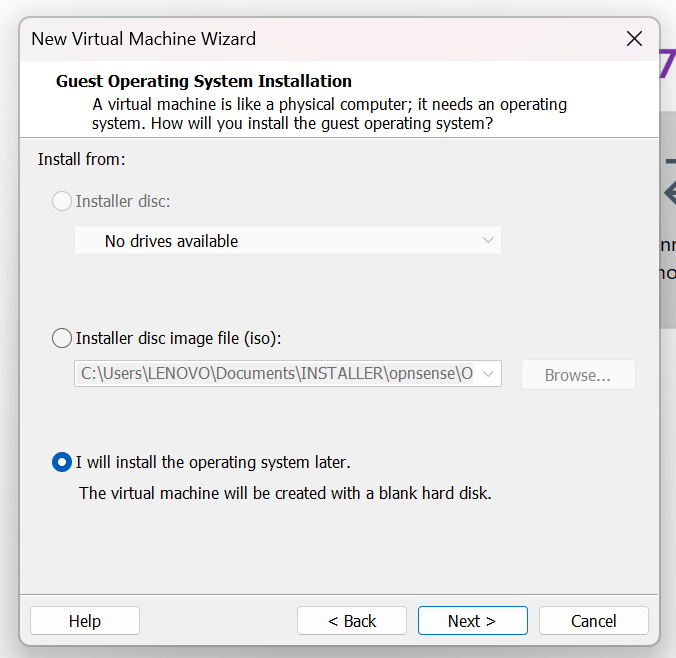 New Virtual Machine Wizard
7
Guest Operating System Installation
A virtual machine is like a physical computer; it needs an operating
system. How will you install the guest operating system?
Install from:
Installer disc:
No drives available
Installer disc image file (iso):
C:\Users\LENOVO\Documents\INSTALLER\opnsense\O
Browse...
I will install the operating system later.
The virtual machine will be created with a blank hard disk.
Help
< Back
Next >
Cancel